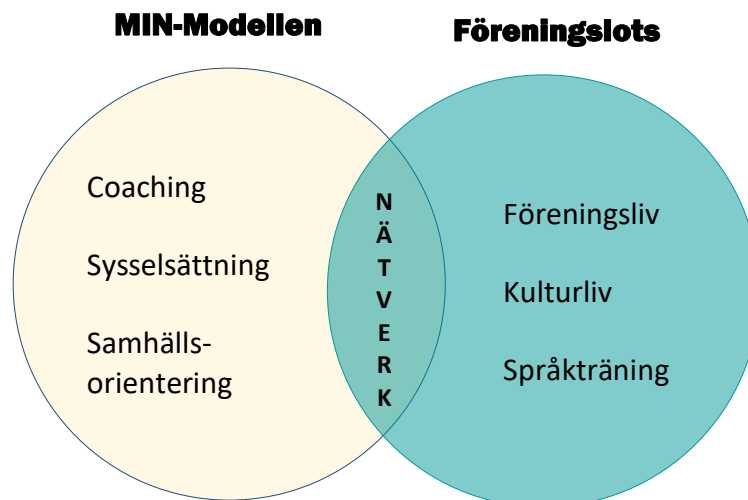 MIN-Modellen
Föreningslots
Coaching
Sysselsättning
Samhälls-
orientering
N
Ä
T
V
E
R
K
Föreningsliv
Kulturliv
Språkträning